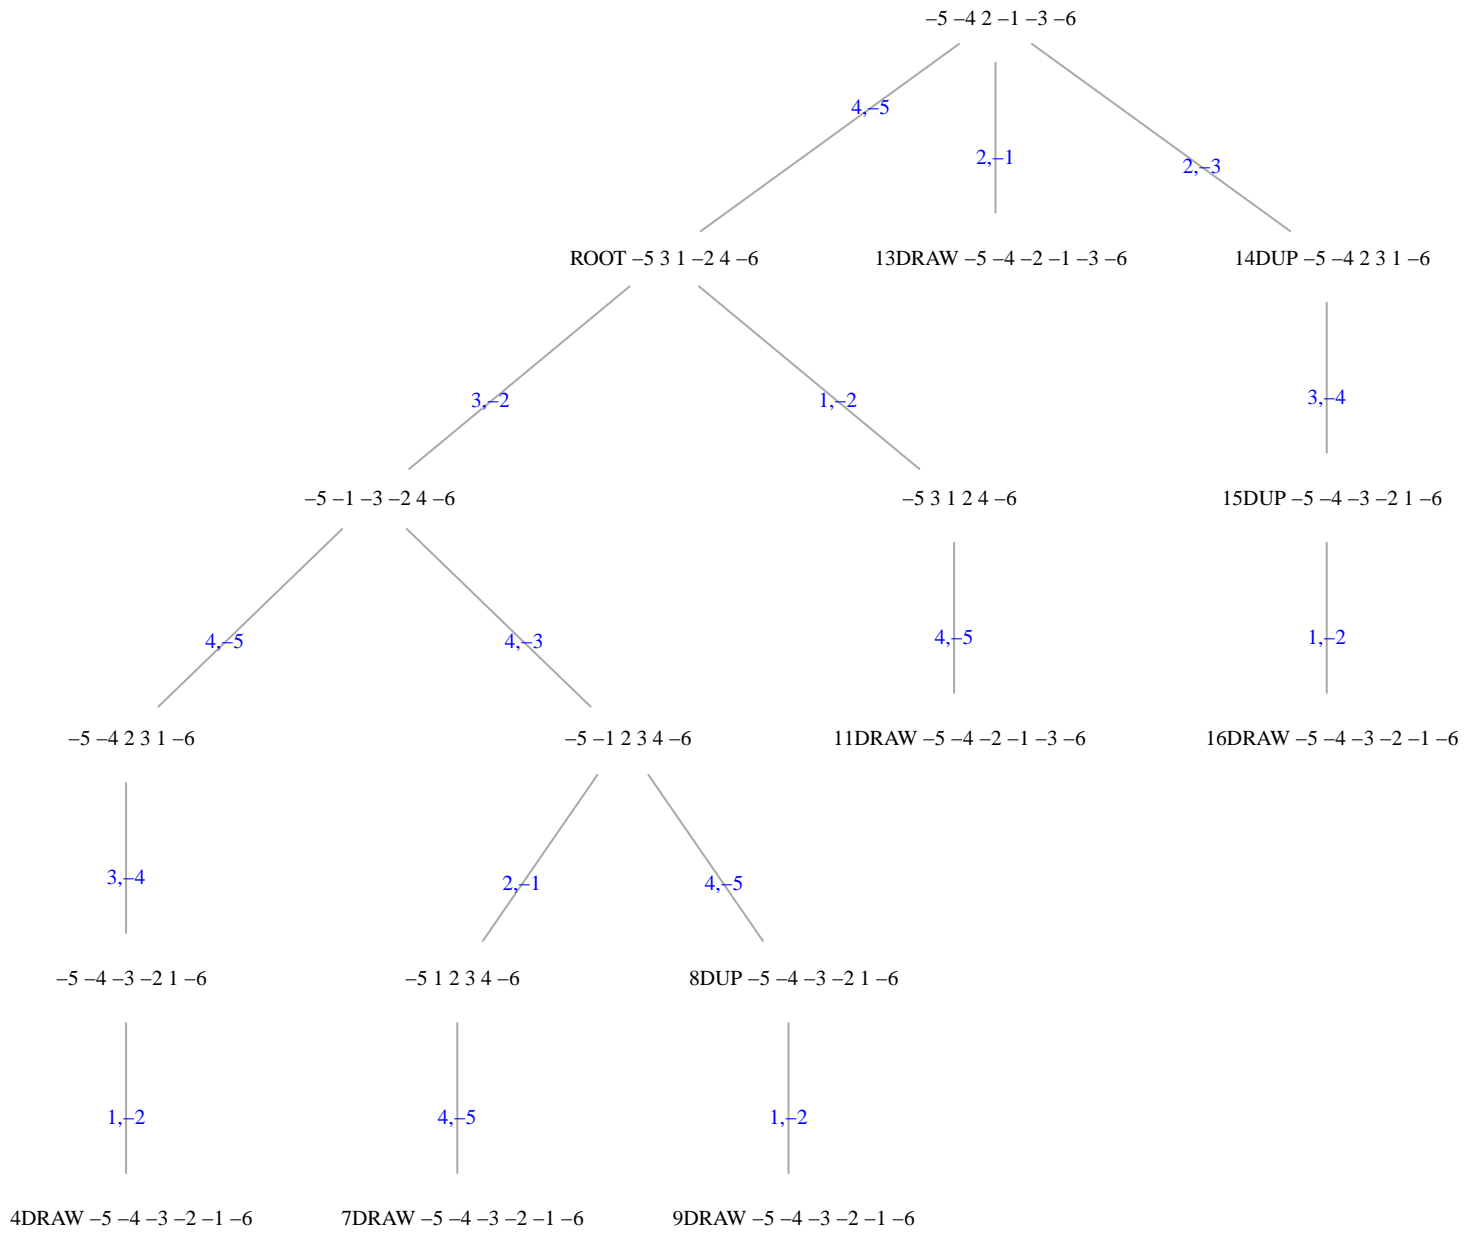 –5 –4 2 –1 –3 –6
4,–5
2,–1
2,–3
ROOT –5 3 1 –2 4 –6
13DRAW –5 –4 –2 –1 –3 –6
14DUP –5 –4 2 3 1 –6
3,–2
1,–2
3,–4
–5 –1 –3 –2 4 –6
–5 3 1 2 4 –6
15DUP –5 –4 –3 –2 1 –6
4,–5
4,–3
4,–5
1,–2
–5 –4 2 3 1 –6
–5 –1 2 3 4 –6
11DRAW –5 –4 –2 –1 –3 –6
16DRAW –5 –4 –3 –2 –1 –6
3,–4
2,–1
4,–5
–5 –4 –3 –2 1 –6
–5 1 2 3 4 –6
8DUP –5 –4 –3 –2 1 –6
1,–2
4,–5
1,–2
4DRAW –5 –4 –3 –2 –1 –6
7DRAW –5 –4 –3 –2 –1 –6
9DRAW –5 –4 –3 –2 –1 –6